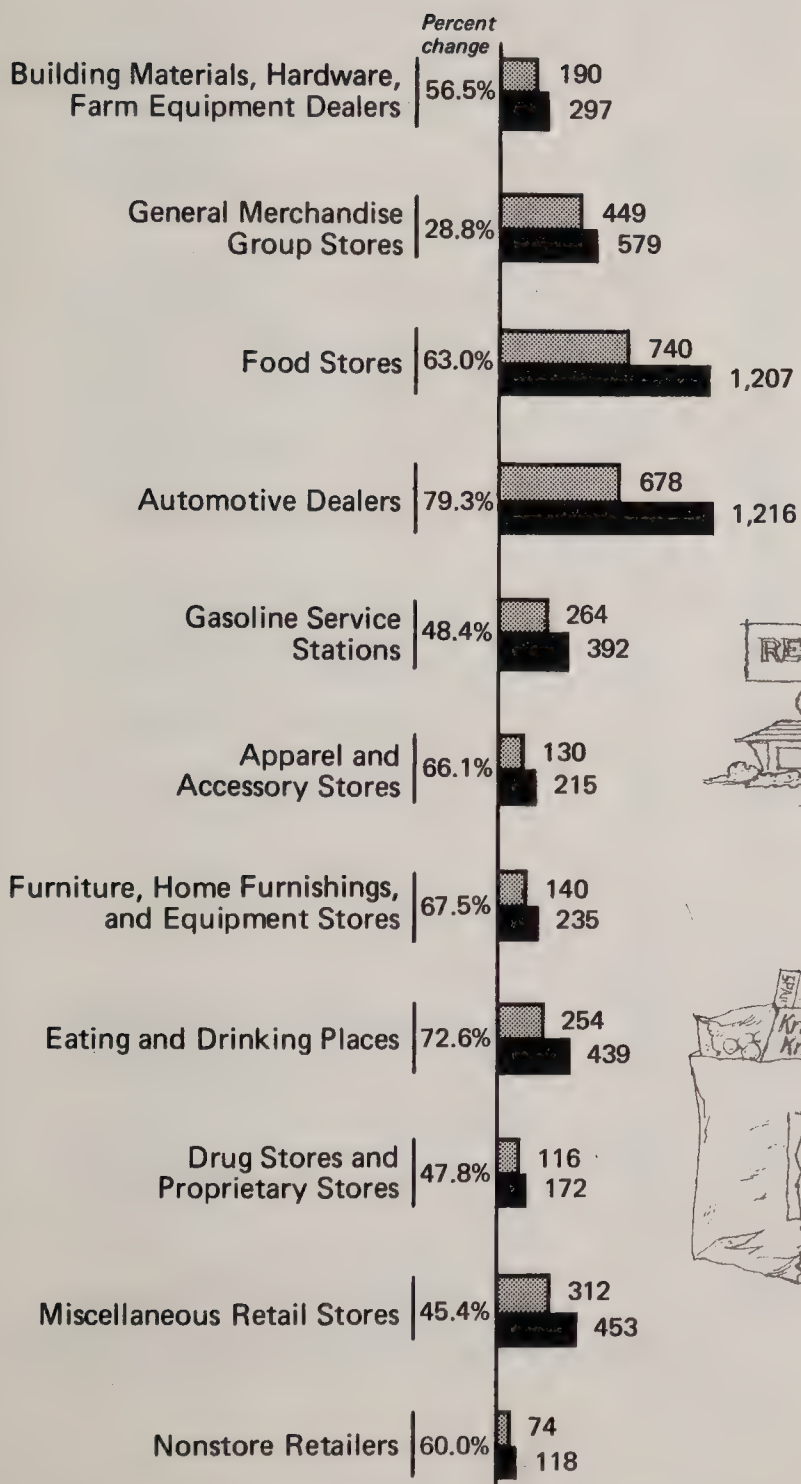 Percent
change
Building Materials, Hardware,
Farm Equipment Dealers
56.5%
190
297
General Merchandise
Group Stores
28.8%
449
579
Food Stores
63.0%
740
1,207
Automotive Dealers
79.3%
678
1,216
Gasoline Service
Stations
48.4%
264
392
Apparel and
Accessory Stores
66.1%
130
215
Furniture, Home Furnishings,
and Equipment Stores
67.5%
140
235
Eating and Drinking Places
72.6%
254
439
Drug Stores and
Proprietary Stores
47.8%
116
172
Miscellaneous Retail Stores
45.4%
312
453
Nonstore Retailers
60.0%
74
118